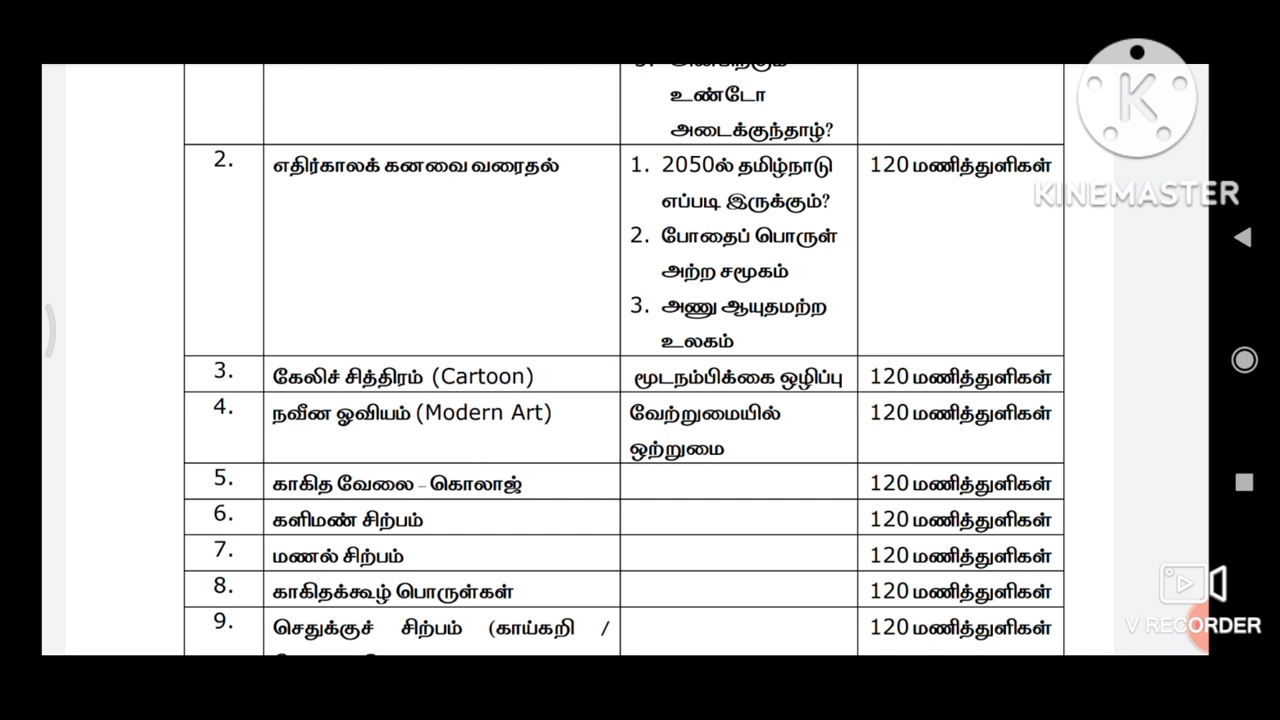 உண்டோ
அடைக்குந்தாழ்?
2. எதிர்காலக் கனவை வரைதல் 1. 2050ல் தமிழ்நாடு 120 மணித்துளிகள்
எப்படி இருக்கும்?
2. போதைப் பொருள்
அற்ற சமூகம்
3. அணு ஆயுதமற்ற
உலகம்
3. கேலிச் சித்திரம் (Cartoon) மூடநம்பிக்கை ஒழிப்பு 120 மணித்துளிகள்
4. நவீன ஓவியம் (Modern Art) வேற்றுமையில் 120 மணித்துளிகள்
ஒற்றுமை
5. காகித வேலை – கொலாஜ் 120 மணித்துளிகள்
6. களிமண் சிற்பம் 120 மணித்துளிகள்
7. மணல் சிற்பம் 120 மணித்துளிகள்
8. காகிதக்கூழ் பொருள்கள் 120 மணித்துளிகள்
9. செதுக்குச் சிற்பம் (காய்கறி / 120 மணித்துளிகள்
K
KINEMASTER
V RECORDER